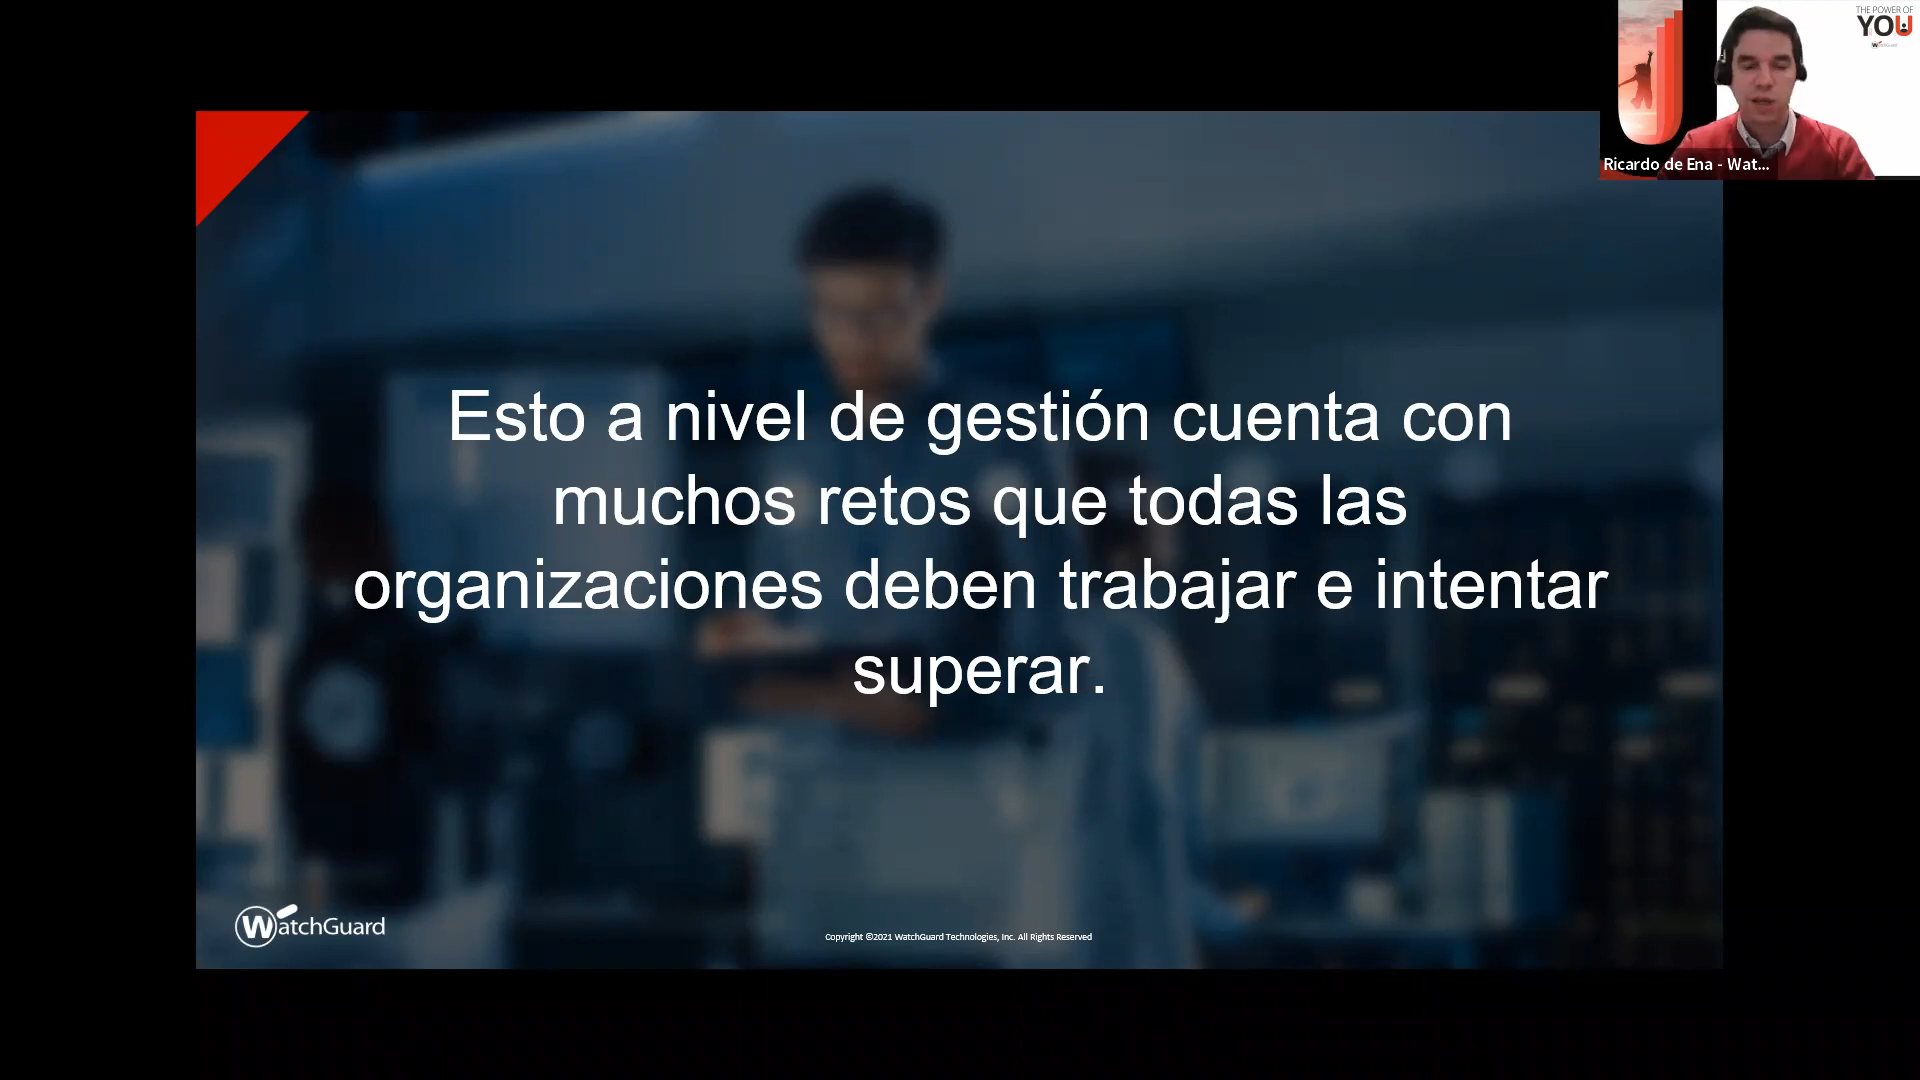 THE POWER OF
YOU
WatchGuard
Ricardo de Ena - Wat...
Esto a nivel de gestión cuenta con
muchos retos que todas las
organizaciones deben trabajar e intentar
superar.
WatchGuard
Copyright ©2021 WatchGuard Technologies, Inc. All Rights Reserved